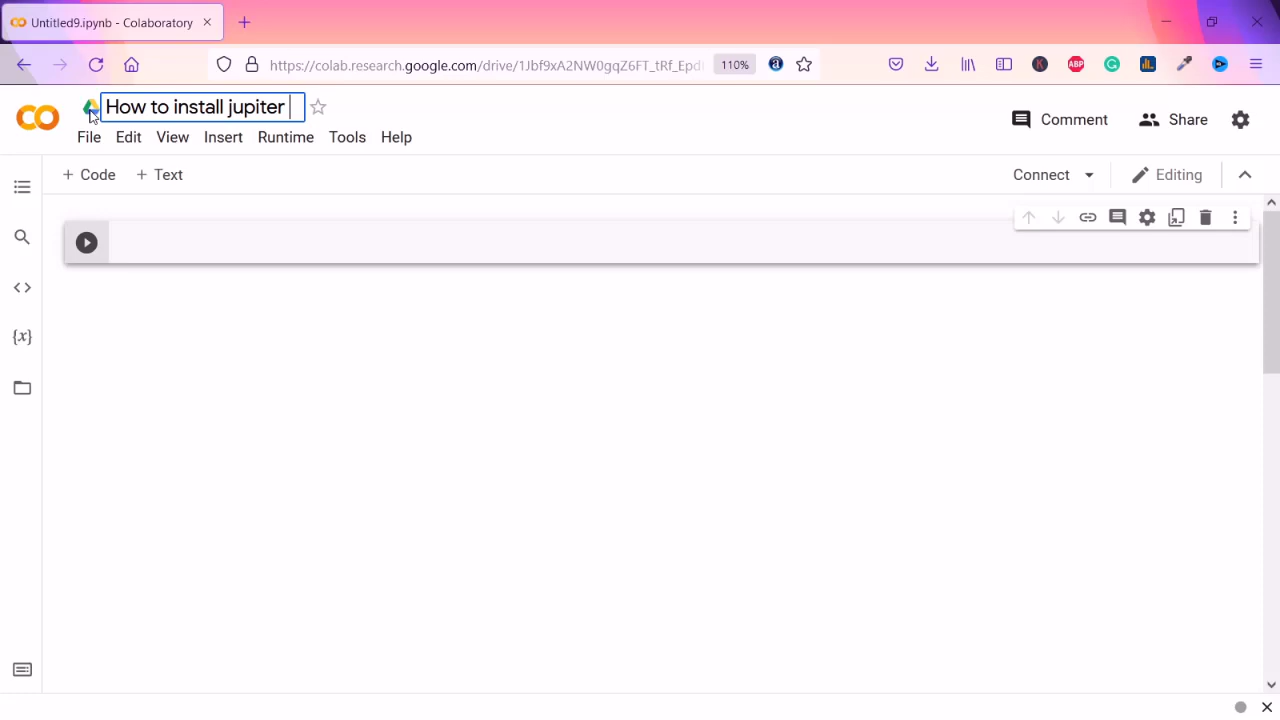 Untitled9.ipynb - Colaboratory
https://colab.research.google.com/drive/1Jbf9xA2NW0gqZ6FT_tRf_Epd
110%
How to install jupiter
Comment
Share
File Edit View Insert Runtime Tools Help
+ Code + Text
Connect
Editing
{x}